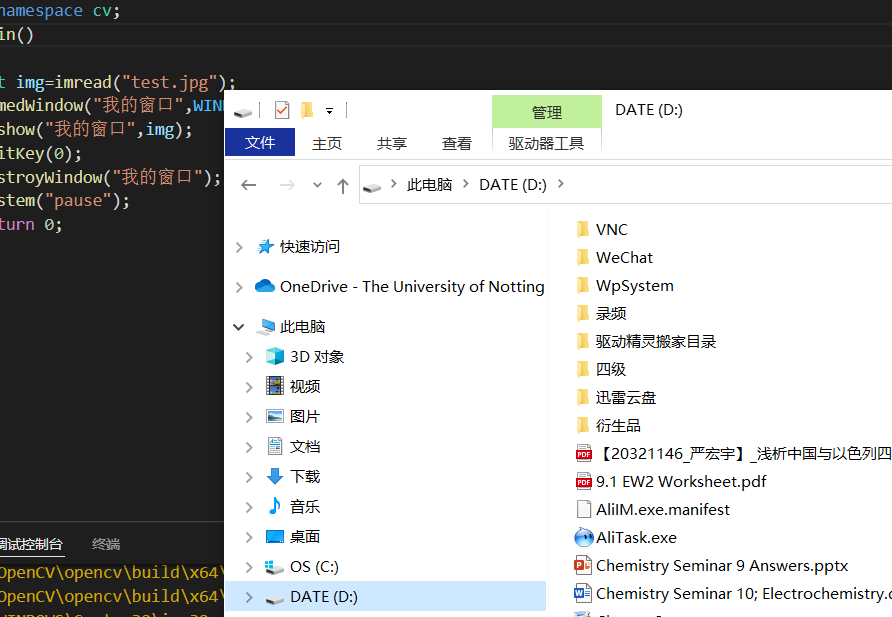 namespace cv;
in()
t img=imread("test.jpg");
medWindow("我的窗口",WIN
show("我的窗口",img);
itKey(0);
stroyWindow("我的窗口");
stem("pause");
turn 0;
调试控制台 终端
OpenCV\opencv\build\x64\
OpenCV\opencv\build\x64\
管理 DATE (D:)
文件 主页 共享 查看 驱动器工具
此电脑 DATE (D:)
快速访问
OneDrive - The University of Notting
此电脑
3D 对象
视频
图片
文档
下载
音乐
桌面
OS (C:)
DATE (D:)
VNC
WeChat
WpSystem
录频
驱动精灵搬家目录
四级
迅雷云盘
衍生品
【20321146_严宏宇】_浅析中国与以色列四
9.1 EW2 Worksheet.pdf
AliIM.exe.manifest
AliTask.exe
Chemistry Seminar 9 Answers.pptx
Chemistry Seminar 10; Electrochemistry.